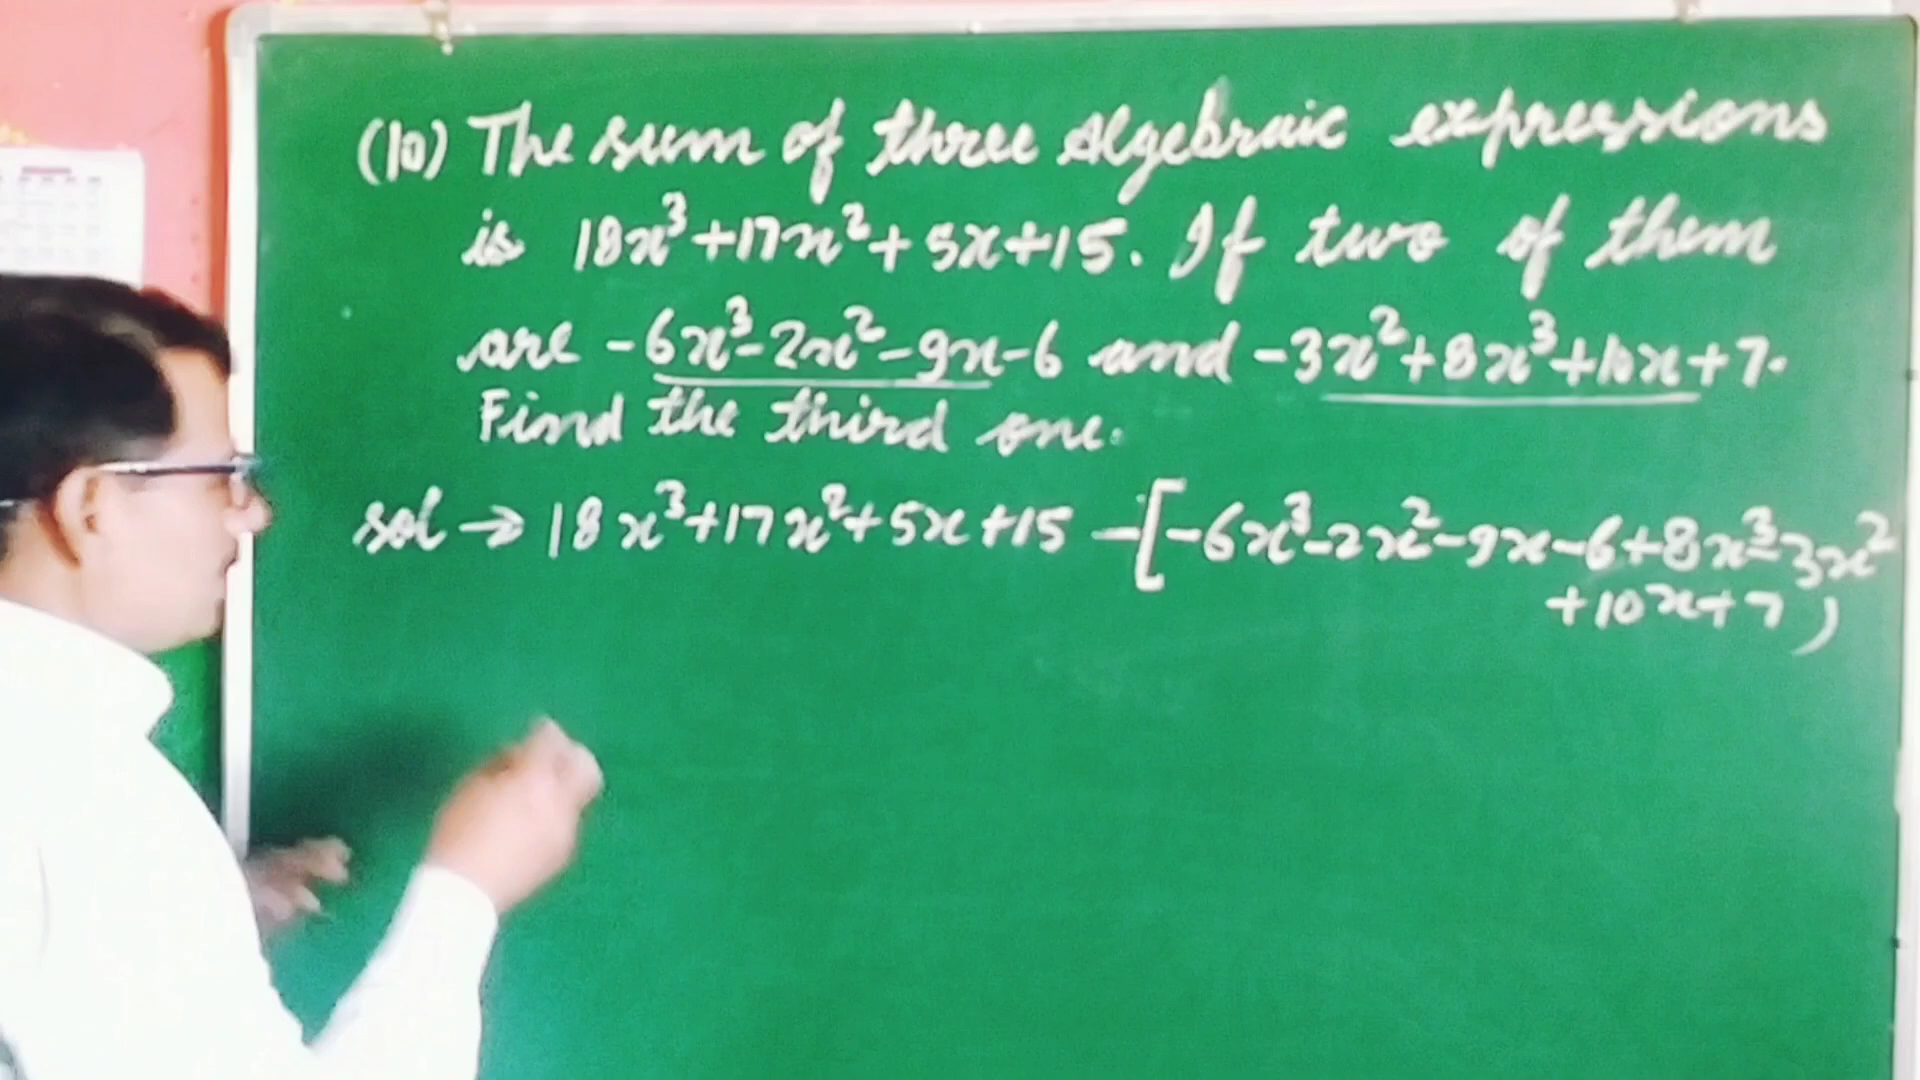 (10) The sum of three Algebraic expressions
is 18x³+17x²+5x+15. If two of them
are -6x³-2x²-9x-6 and -3x²+8x³+10x+7.
Find the third one.
sol → 18x³+17x²+5x+15 -[-6x³-2x²-9x-6+8x³-3x²
+10x+7)